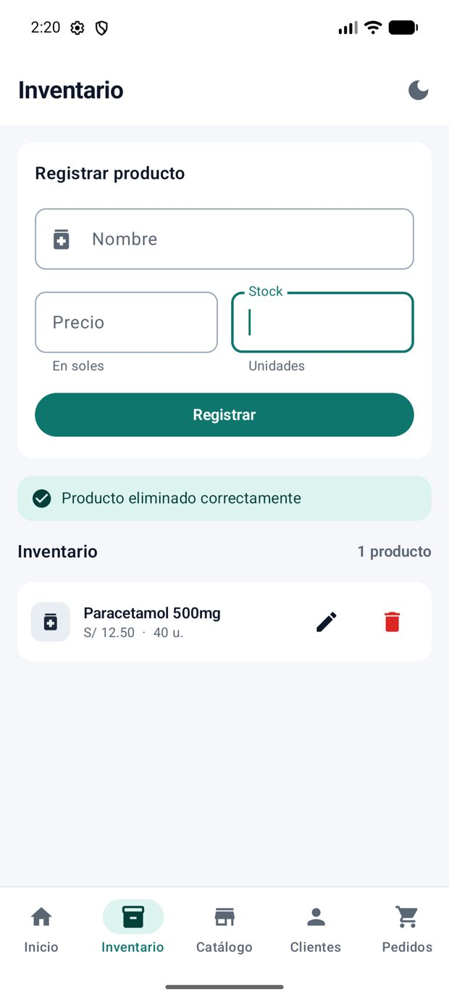 2:20
Inventario
Registrar producto
Nombre
Precio
Stock
En soles
Unidades
Registrar
Producto eliminado correctamente
Inventario
1 producto
Paracetamol 500mg
S/ 12.50 · 40 u.
Inicio
Inventario
Catálogo
Clientes
Pedidos